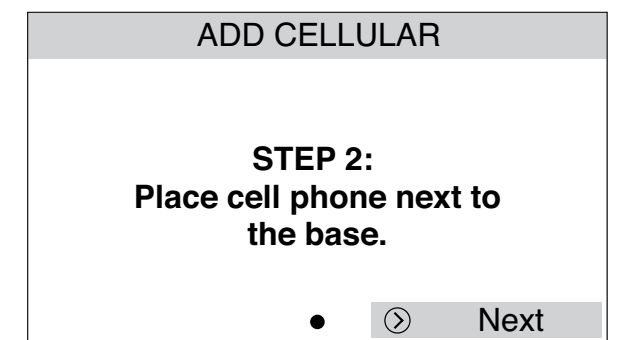 ADD CELLULAR
STEP 2:
Place cell phone next to
the base.
Next